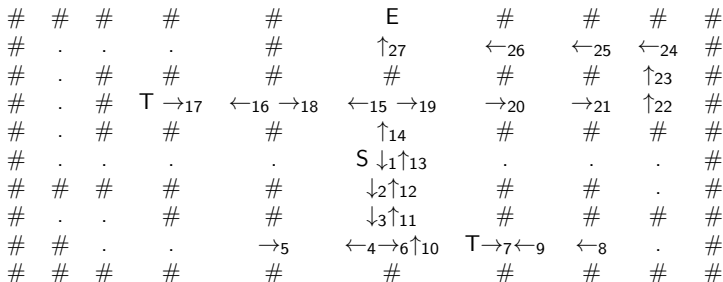 # # # # # E # # # #
# . . . # ↑27 ←26 ←25 ←24 #
# . # # # # # # ↑23 #
# . # T →17 ←16 →18 ←15 →19 →20 →21 ↑22 #
# . # # # ↑14 # # # #
# . . . . S ↓1↑13 . . . #
# # # # # ↓2↑12 # # . #
# . . # # ↓3↑11 # # # #
# # . . →5 ←4→6↑10 T→7←9 ←8 . #
# # # # # # # # # #